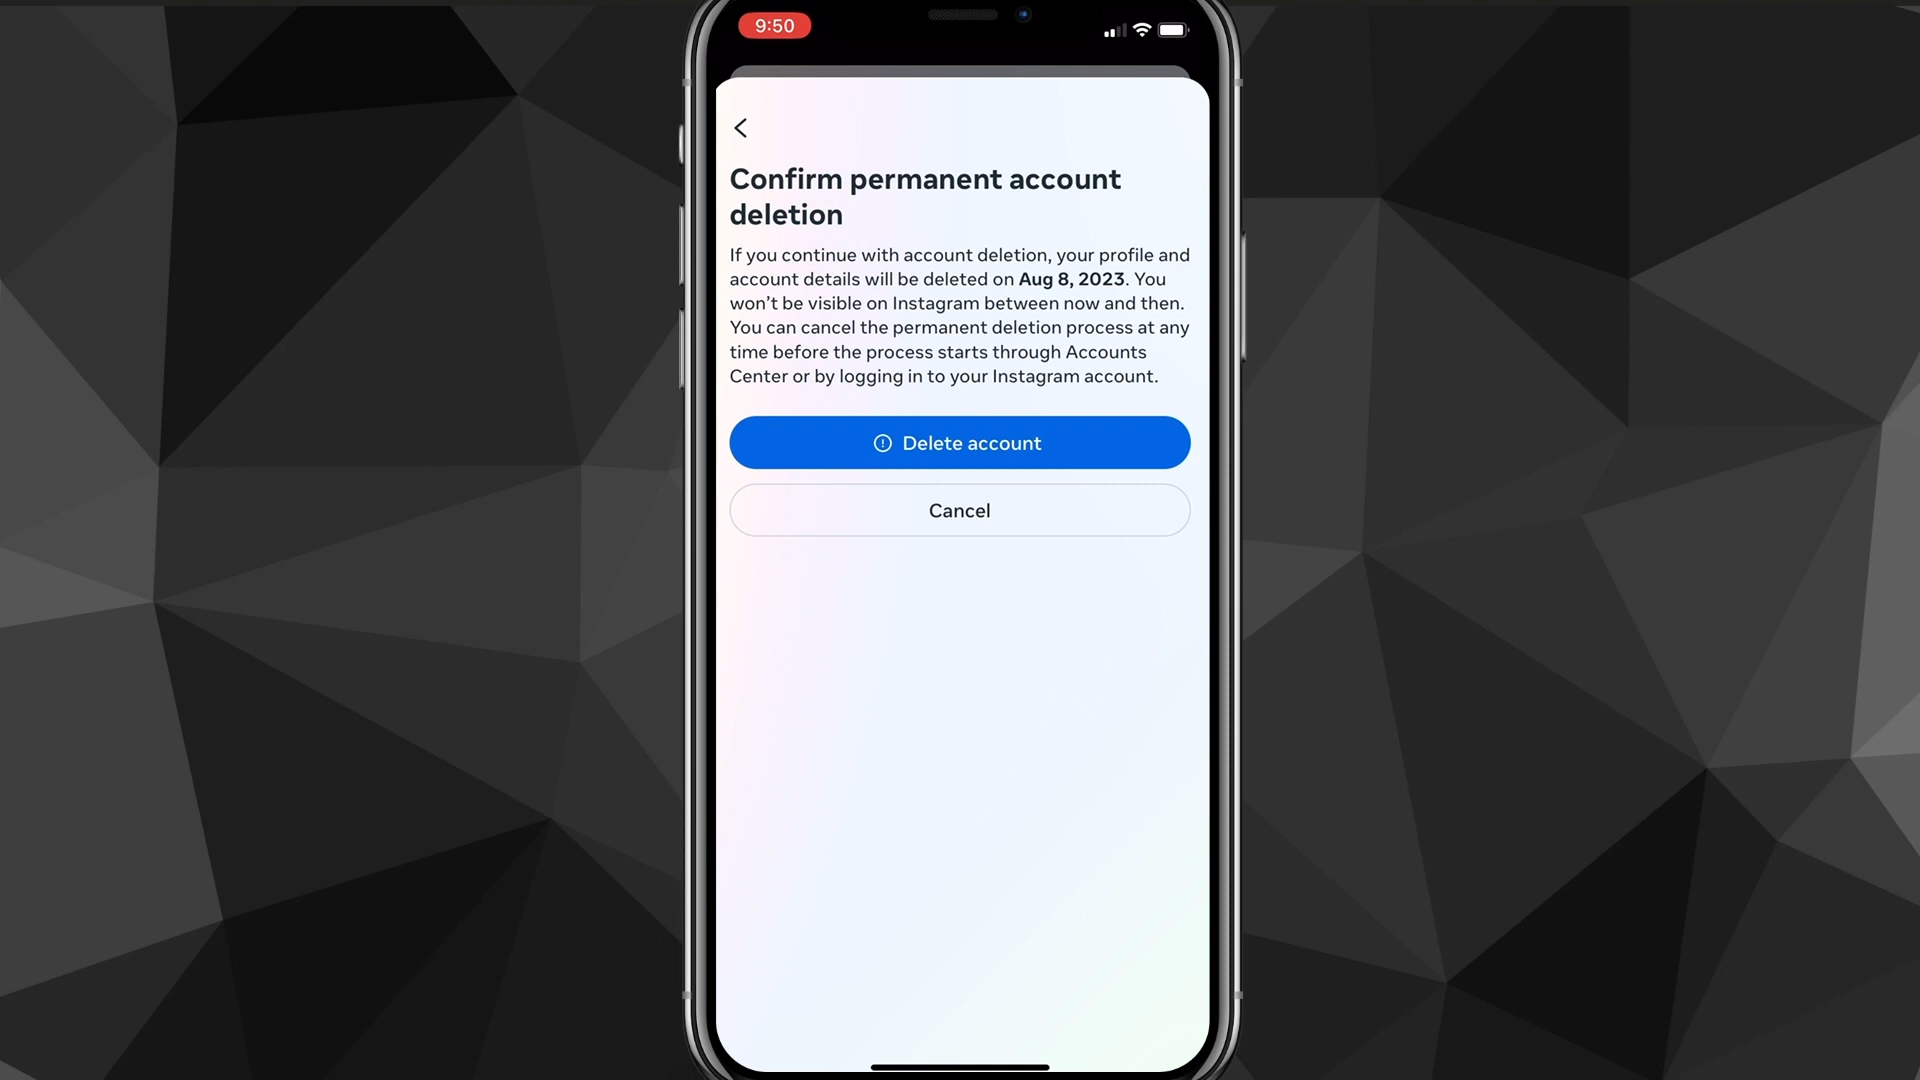 9:50
Confirm permanent account
deletion
If you continue with account deletion, your profile and
account details will be deleted on Aug 8, 2023. You
won’t be visible on Instagram between now and then.
You can cancel the permanent deletion process at any
time before the process starts through Accounts
Center or by logging in to your Instagram account.
Delete account
Cancel